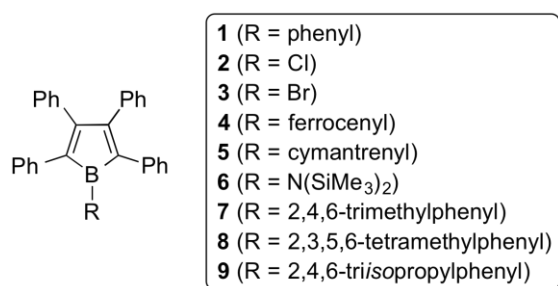 Ph
Ph
Ph
Ph
B
R
1 (R = phenyl)
2 (R = Cl)
3 (R = Br)
4 (R = ferrocenyl)
5 (R = cymantrenyl)
6 (R = N(SiMe3)2)
7 (R = 2,4,6-trimethylphenyl)
8 (R = 2,3,5,6-tetramethylphenyl)
9 (R = 2,4,6-triisopropylphenyl)